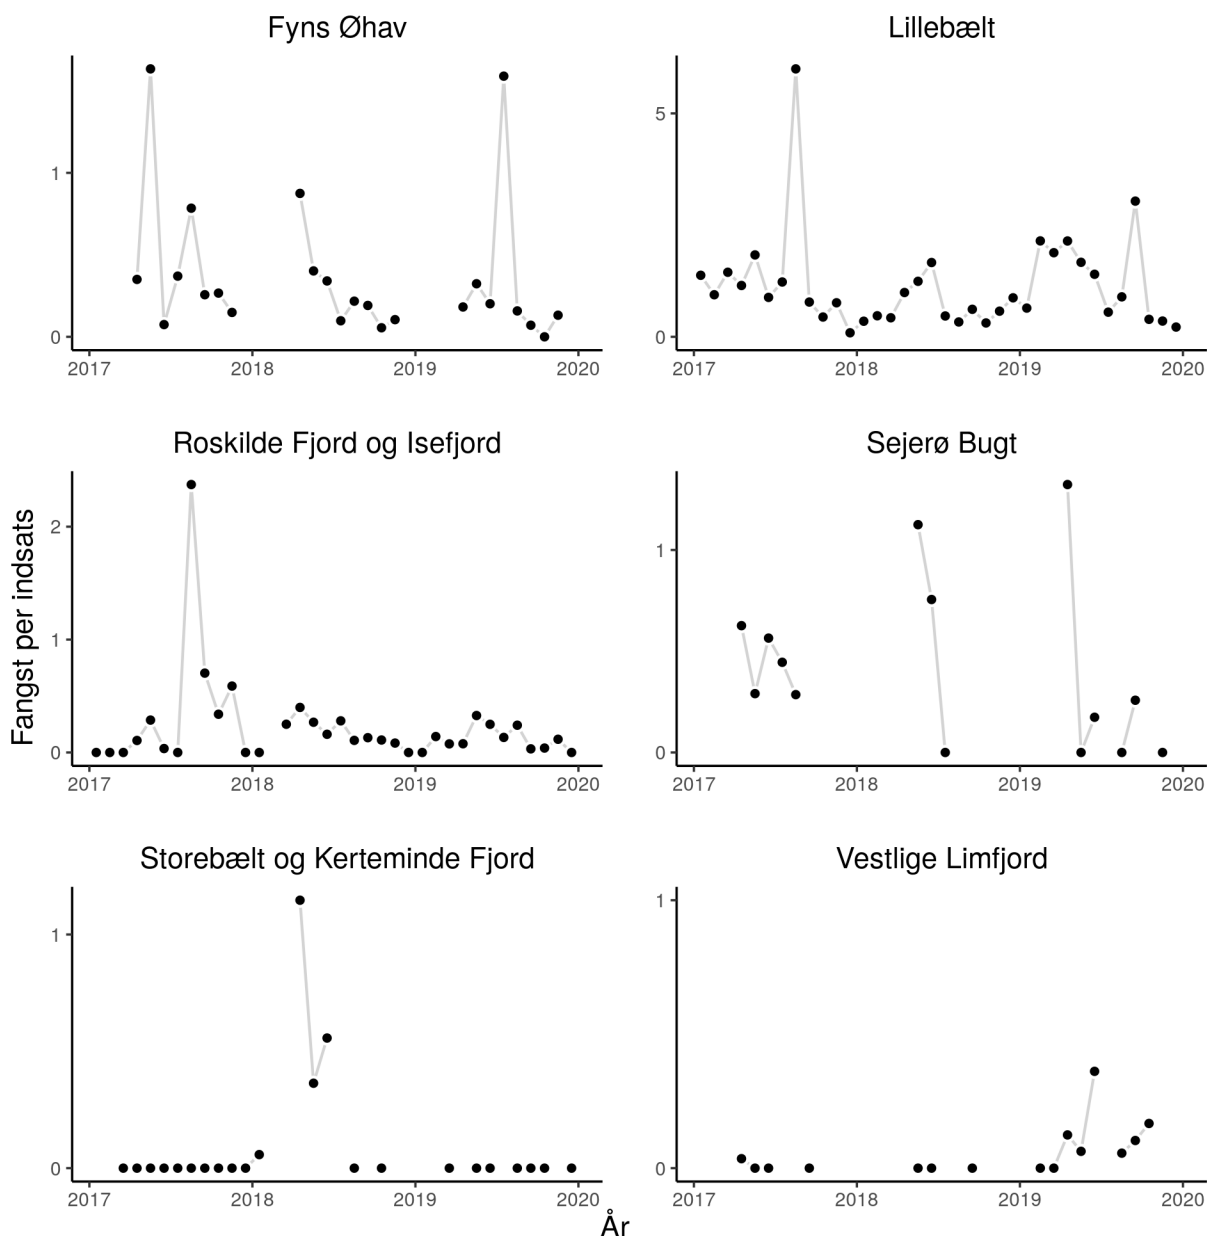 Fyns Øhav
Lillebælt
1
0
2017 2018 2019 2020
5
0
2017 2018 2019 2020
Roskilde Fjord og Isefjord
Sejerø Bugt
Fangst per indsats
2
1
0
2017 2018 2019 2020
1
0
2017 2018 2019 2020
Storebælt og Kerteminde Fjord
Vestlige Limfjord
1
0
2017 2018 2019 2020
1
0
2017 2018 2019 2020
År